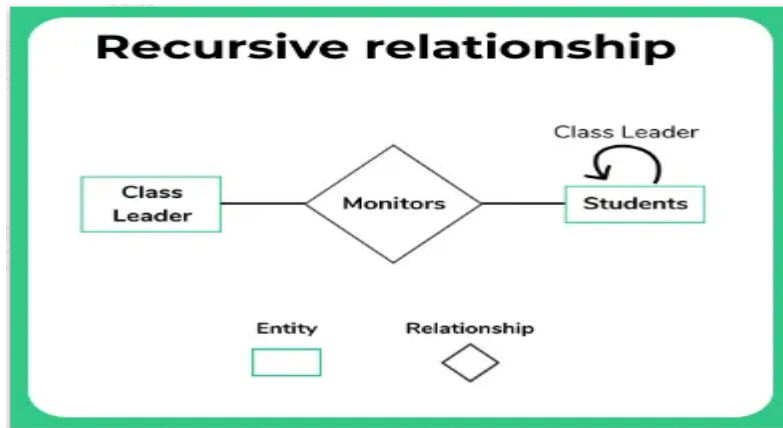 Recursive relationship
Class Leader
Class
Leader
Monitors
Students
Entity
Relationship